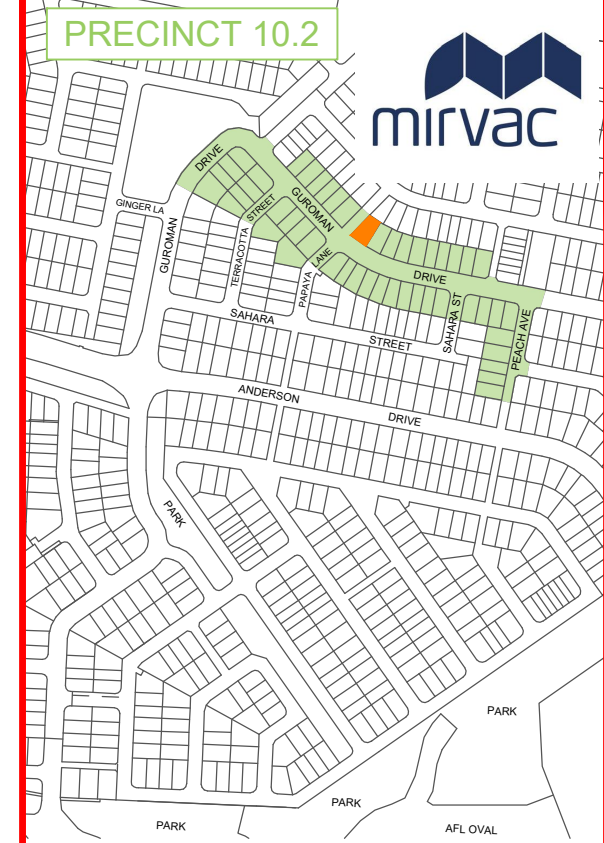 PRECINCT 10.2
mirvac
DRIVE
GUROMAN
STREET
GINGER LA
GUROMAN
TERRACOTTA
LANE
PAPAYA
DRIVE
SAHARA
STREET
SAHARA ST
PEACH AVE
ANDERSON
DRIVE
PARK
PARK
PARK
PARK
AFL OVAL